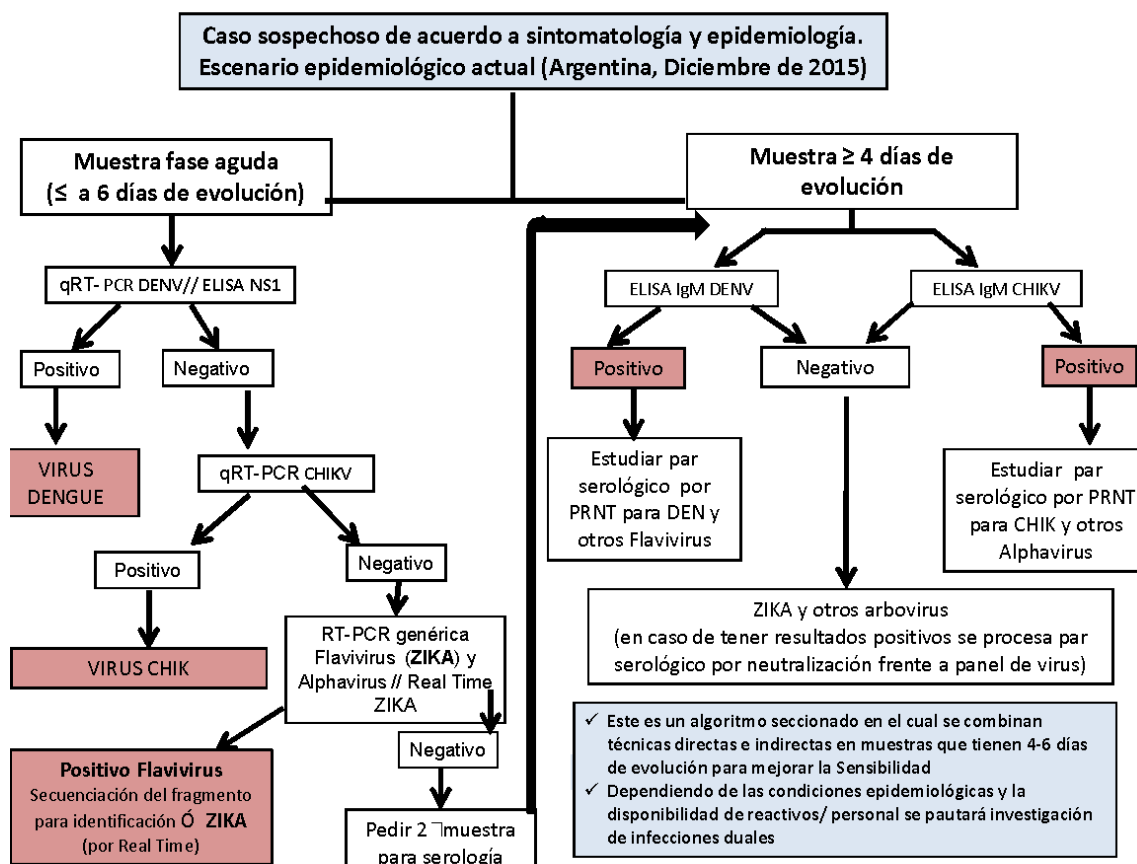 Caso sospechoso de acuerdo a sintomatología y epidemiología.
Escenario epidemiológico actual (Argentina, Diciembre de 2015)
Muestra fase aguda
(≤ a 6 días de evolución)
qRT- PCR DENV// ELISA NS1
Positivo
Negativo
VIRUS
DENGUE
qRT-PCR CHIKV
Positivo
Negativo
VIRUS CHIK
RT-PCR genérica
Flavivirus (ZIKA) y
Alphavirus // Real Time
ZIKA
Positivo Flavivirus
Secuenciación del fragmento
para identificación Ó ZIKA
(por Real Time)
Negativo
Pedir 2 muestra
para serología
Muestra ≥ 4 días de
evolución
ELISA IgM DENV
ELISA IgM CHIKV
Positivo
Negativo
Positivo
Estudiar par
serológico por
PRNT para DEN y
otros Flavivirus
Estudiar par
serológico por PRNT
para CHIK y otros
Alphavirus
ZIKA y otros arbovirus
(en caso de tener resultados positivos se procesa par
serológico por neutralización frente a panel de virus)
✓ Este es un algoritmo seccionado en el cual se combinan
técnicas directas e indirectas en muestras que tienen 4-6 días
de evolución para mejorar la Sensibilidad
✓ Dependiendo de las condiciones epidemiológicas y la
disponibilidad de reactivos/ personal se pautará investigación
de infecciones duales